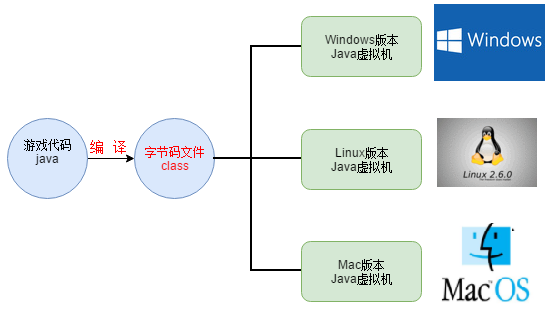 游戏代码
java
编 译
字节码文件
class
Windows版本
Java虚拟机
Windows
Linux版本
Java虚拟机
Linux 2.6.0
Mac版本
Java虚拟机
Mac OS